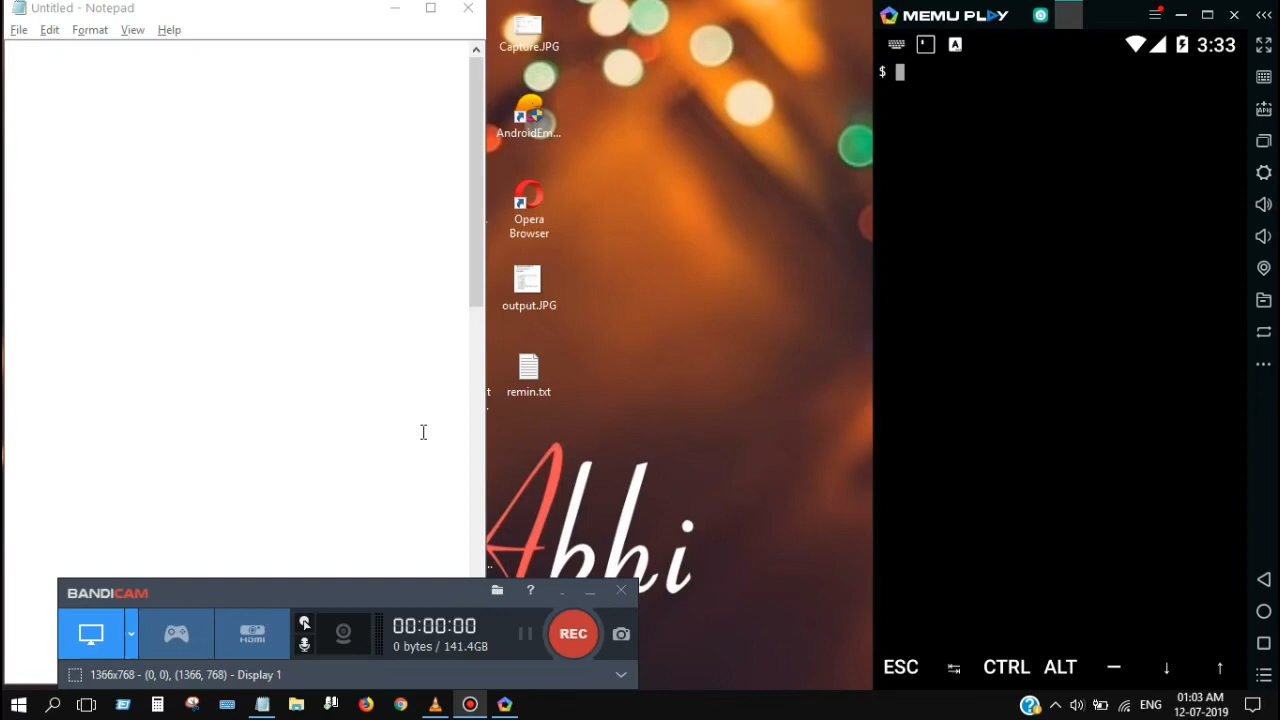 Untitled - Notepad
File Edit Format View Help
Capture.JPG
AndroidEm...
Opera
Browser
output.JPG
remin.txt
Abhi
MEMU PLAY
A
3:33
$
ESC CTRL ALT
BANDICAM
?
HDMI
00:00:00
0 bytes / 141.4GB
REC
1366x768 - (0, 0), (1366, 768) - Display 1
ENG
01:03 AM
12-07-2019